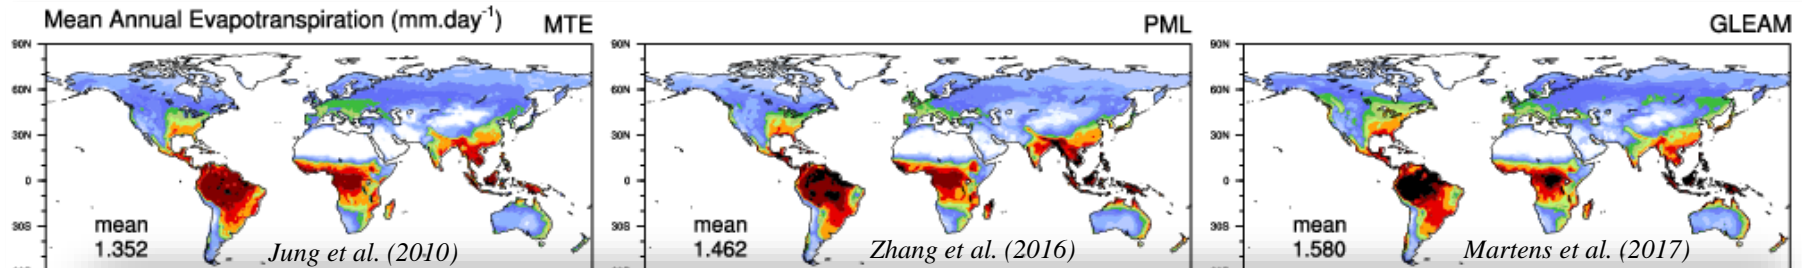 Mean Annual Evapotranspiration (mm.day⁻¹) MTE
90N
60N
30N
0
30S
mean
1.352
Jung et al. (2010)
PML
90N
60N
30N
0
30S
mean
1.462
Zhang et al. (2016)
GLEAM
90N
60N
30N
0
30S
mean
1.580
Martens et al. (2017)